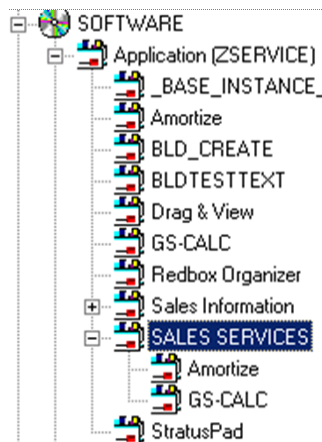 SOFTWARE
Application (ZSERVICE)
_BASE_INSTANCE_
Amortize
BLD_CREATE
BLDTESTTEXT
Drag & View
GS-CALC
Redbox Organizer
Sales Information
SALES SERVICES
Amortize
GS-CALC
StratusPad